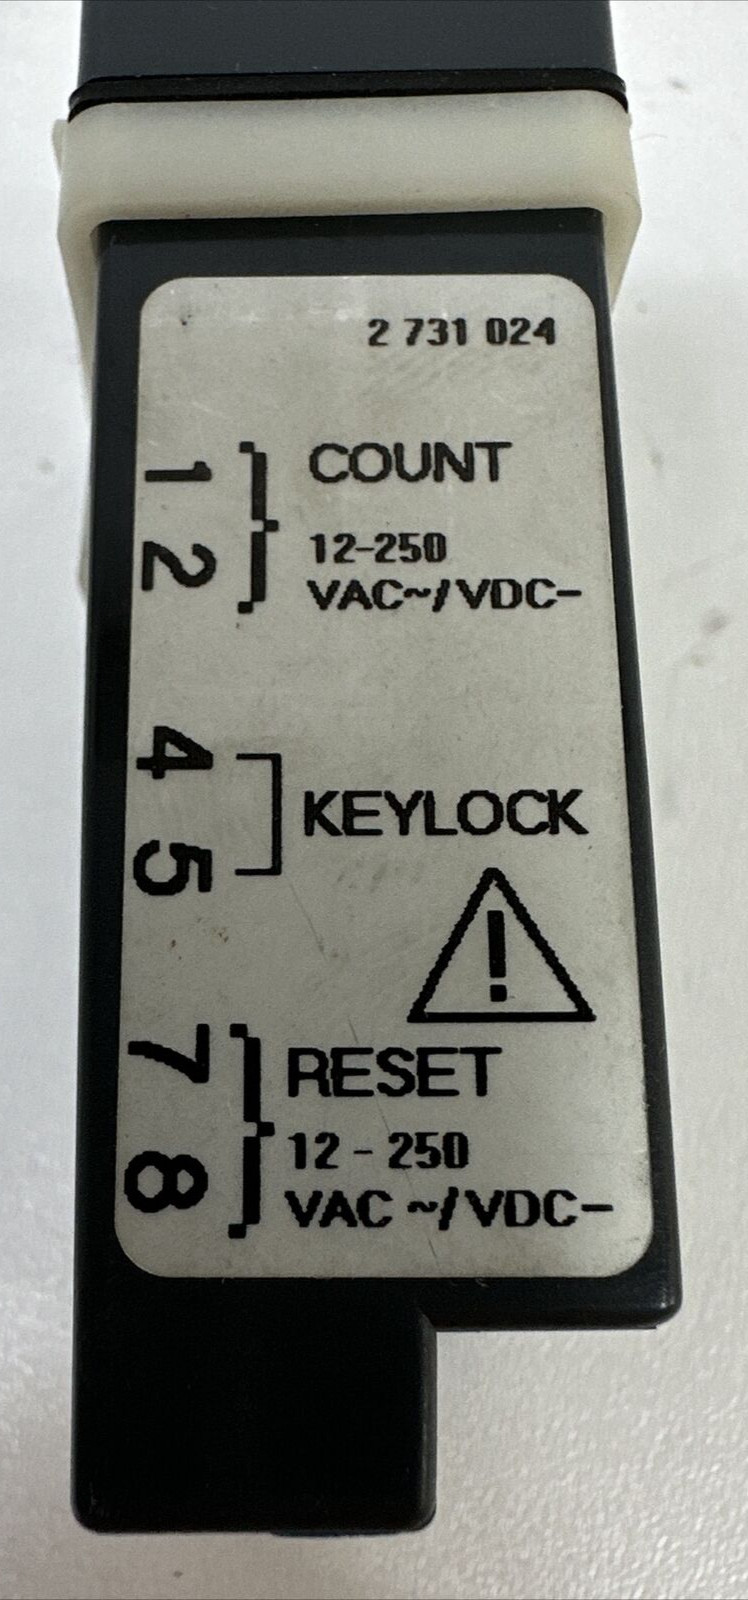 2 731 024
1
2
COUNT
12-250
VAC~/VDC-
4
5
KEYLOCK
!
7
8
RESET
12 - 250
VAC ~/VDC-